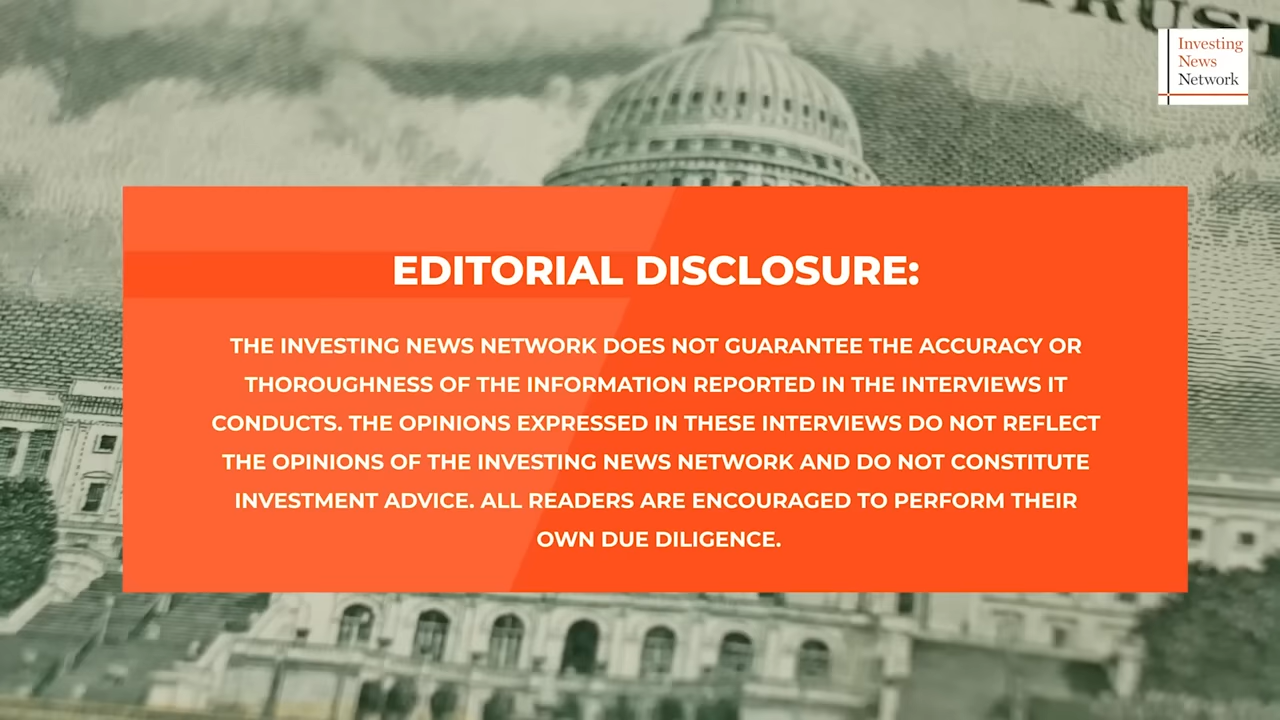 TRUST
Investing
News
Network
EDITORIAL DISCLOSURE:
THE INVESTING NEWS NETWORK DOES NOT GUARANTEE THE ACCURACY OR
THOROUGHNESS OF THE INFORMATION REPORTED IN THE INTERVIEWS IT
CONDUCTS. THE OPINIONS EXPRESSED IN THESE INTERVIEWS DO NOT REFLECT
THE OPINIONS OF THE INVESTING NEWS NETWORK AND DO NOT CONSTITUTE
INVESTMENT ADVICE. ALL READERS ARE ENCOURAGED TO PERFORM THEIR
OWN DUE DILIGENCE.